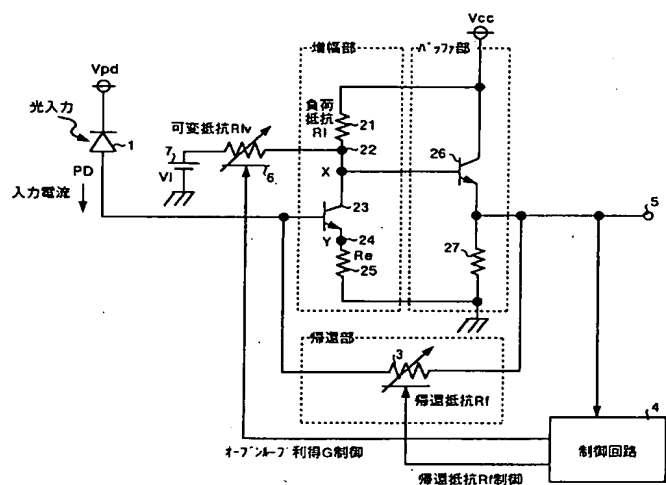 Vcc
増幅部
バッファ部
Vpd
光入力
1
PD
入力電流
可変抵抗Rlv
7
Vl
6
負荷
抵抗
Rl
21
22
X
23
Y
24
Re
25
26
27
5
帰還部
3
帰還抵抗Rf
4
制御回路
オープンループ利得G制御
帰還抵抗Rf制御